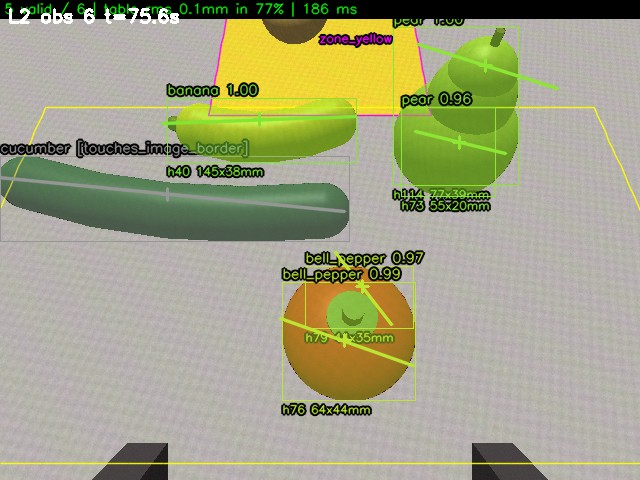 5 valid / 6 | table rms 0.1mm in 77% | 186 ms
L2 obs 6 t=75.6s
pear 1.00
zone_yellow
banana 1.00
pear 0.96
cucumber [touches_image_border]
h40 145x38mm
h73 55x20mm
bell_pepper 0.97
bell_pepper 0.99
h76 64x44mm